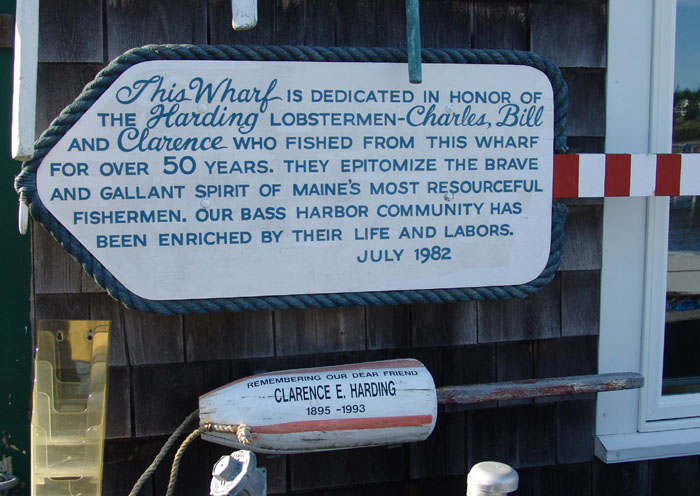 This Wharf IS DEDICATED IN HONOR OF
THE Harding LOBSTERMEN-Charles, Bill
AND Clarence WHO FISHED FROM THIS WHARF
FOR OVER 50 YEARS. THEY EPITOMIZE THE BRAVE
AND GALLANT SPIRIT OF MAINE'S MOST RESOURCEFUL
FISHERMEN. OUR BASS HARBOR COMMUNITY HAS
BEEN ENRICHED BY THEIR LIFE AND LABORS.
JULY 1982
REMEMBERING OUR DEAR FRIEND
CLARENCE E. HARDING
1895 -1993